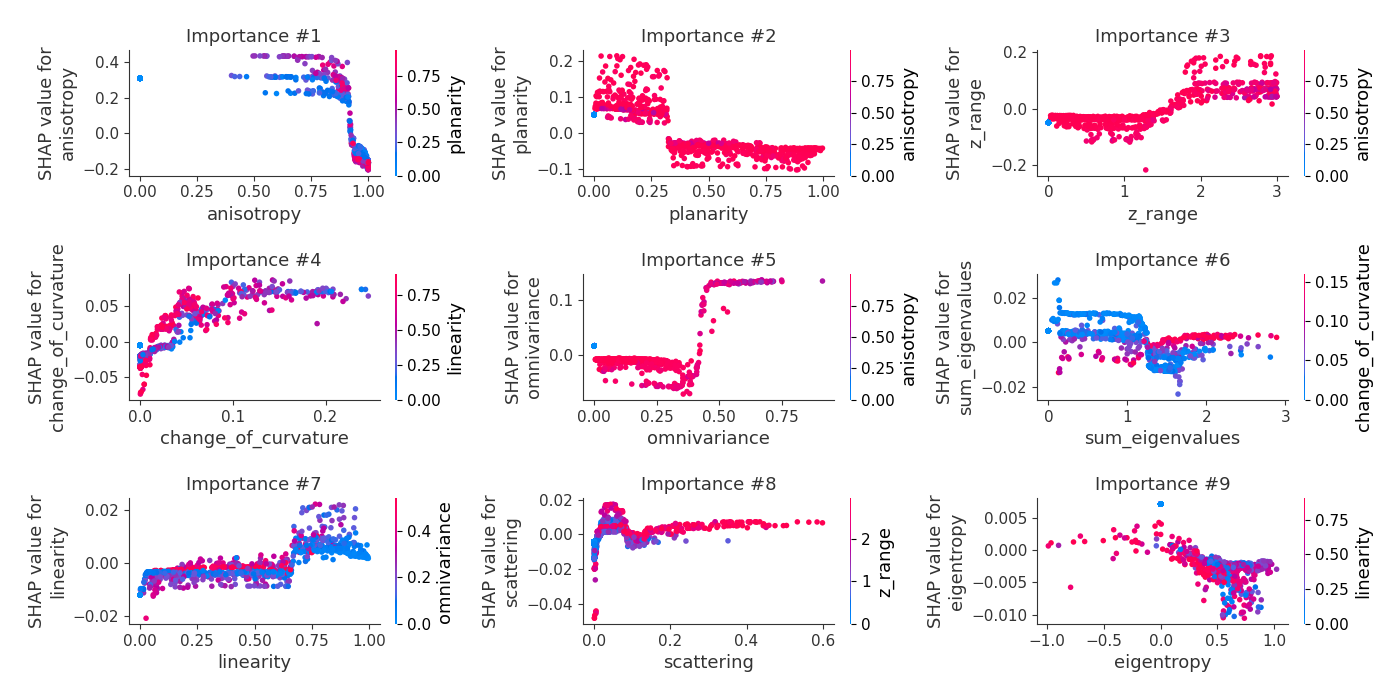 Importance #1
SHAP value for
anisotropy
0.4
0.2
0.0
−0.2
0.00
0.25
0.50
0.75
1.00
anisotropy
0.75
0.50
0.25
0.00
planarity
Importance #2
SHAP value for
planarity
0.2
0.1
0.0
−0.1
0.00
0.25
0.50
0.75
1.00
planarity
0.75
0.50
0.25
0.00
anisotropy
Importance #3
SHAP value for
z_range
0.2
0.0
−0.2
0
1
2
3
z_range
0.75
0.50
0.25
0.00
anisotropy
Importance #4
SHAP value for
change_of_curvature
0.05
0.00
−0.05
0.0
0.1
0.2
change_of_curvature
0.75
0.50
0.25
0.00
linearity
Importance #5
SHAP value for
omnivariance
0.1
0.0
0.00
0.25
0.50
0.75
omnivariance
0.75
0.50
0.25
0.00
anisotropy
Importance #6
SHAP value for
sum_eigenvalues
0.02
0.00
−0.02
0
1
2
3
sum_eigenvalues
0.15
0.10
0.05
0.00
change_of_curvature
Importance #7
SHAP value for
linearity
0.02
0.00
−0.02
0.00
0.25
0.50
0.75
1.00
linearity
0.4
0.2
0.0
omnivariance
Importance #8
SHAP value for
scattering
0.02
0.00
−0.02
−0.04
0.0
0.2
0.4
0.6
scattering
2
1
0
z_range
Importance #9
SHAP value for
eigentropy
0.005
0.000
−0.005
−0.010
−1.0
−0.5
0.0
0.5
1.0
eigentropy
0.75
0.50
0.25
0.00
linearity